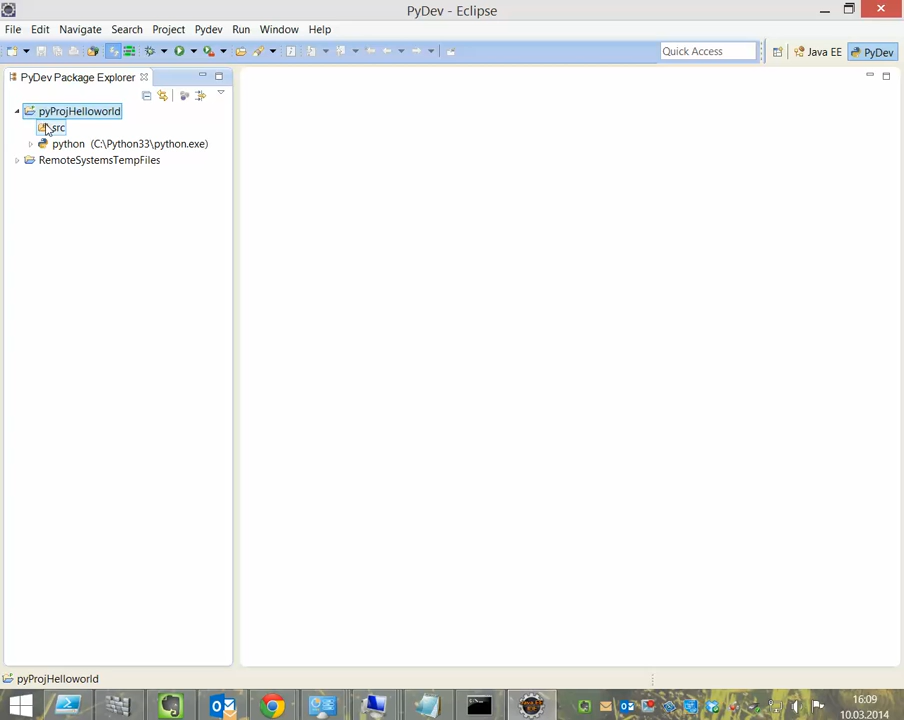 PyDev - Eclipse
File Edit Navigate Search Project Pydev Run Window Help
Quick Access Java EE PyDev
PyDev Package Explorer
pyProjHelloworld
src
python (C:\Python33\python.exe)
RemoteSystemsTempFiles
pyProjHelloworld
16:09
10.03.2014